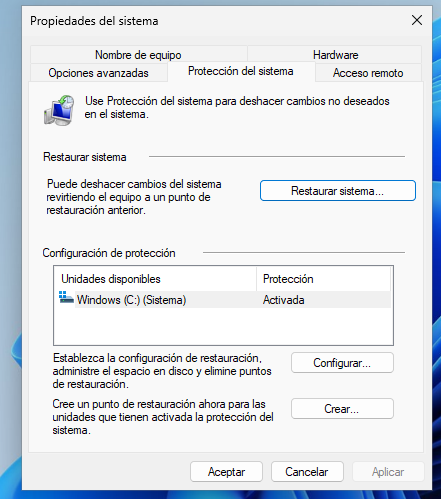 Propiedades del sistema
Nombre de equipo
Hardware
Opciones avanzadas
Protección del sistema
Acceso remoto
Use Protección del sistema para deshacer cambios no deseados
en el sistema.
Restaurar sistema
Puede deshacer cambios del sistema
revirtiendo el equipo a un punto de
restauración anterior.
Restaurar sistema...
Configuración de protección
Unidades disponibles
Protección
Windows (C:) (Sistema)
Activada
Establezca la configuración de restauración,
administre el espacio en disco y elimine puntos
de restauración.
Configurar...
Cree un punto de restauración ahora para las
unidades que tienen activada la protección del
sistema.
Crear...
Aceptar
Cancelar
Aplicar